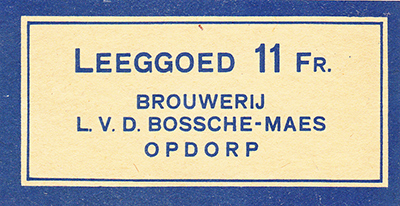 LEEGGOED 11 FR.
BROUWERIJ
L. V. D. BOSSCHE-MAES
OPDORP